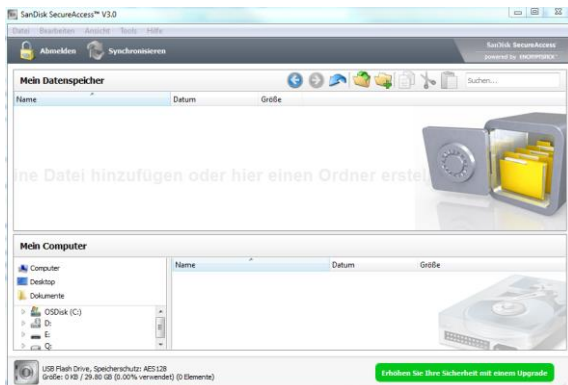 SanDisk SecureAccess™ V3.0
Datei Bearbeiten Ansicht Tools Hilfe
Abmelden Synchronisieren
SanDisk SecureAccess
powered by ENCRYPTSTICK
Mein Datenspeicher
Suchen...
Name Datum Größe
ine Datei hinzufügen oder hier einen Ordner erstel
Mein Computer
Computer
Desktop
Dokumente
OSDisk (C:)
D:
E:
Q:
Name Datum Größe
USB Flash Drive, Speicherschutz: AES128
Größe: 0 KB / 29.80 GB (0.00% verwendet) (0 Elemente)
Erhöhen Sie Ihre Sicherheit mit einem Upgrade